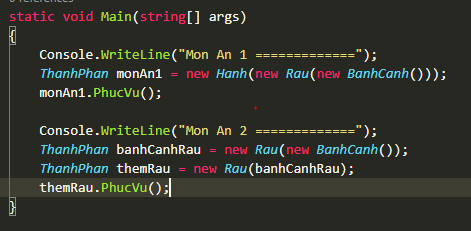 static void Main(string[] args)
{
Console.WriteLine("Mon An 1 =============");
ThanhPhan monAn1 = new Hanh(new Rau(new BanhCanh()));
monAn1.PhucVu();
Console.WriteLine("Mon An 2 =============");
ThanhPhan banhCanhRau = new Rau(new BanhCanh());
ThanhPhan themRau = new Rau(banhCanhRau);
themRau.PhucVu();
}